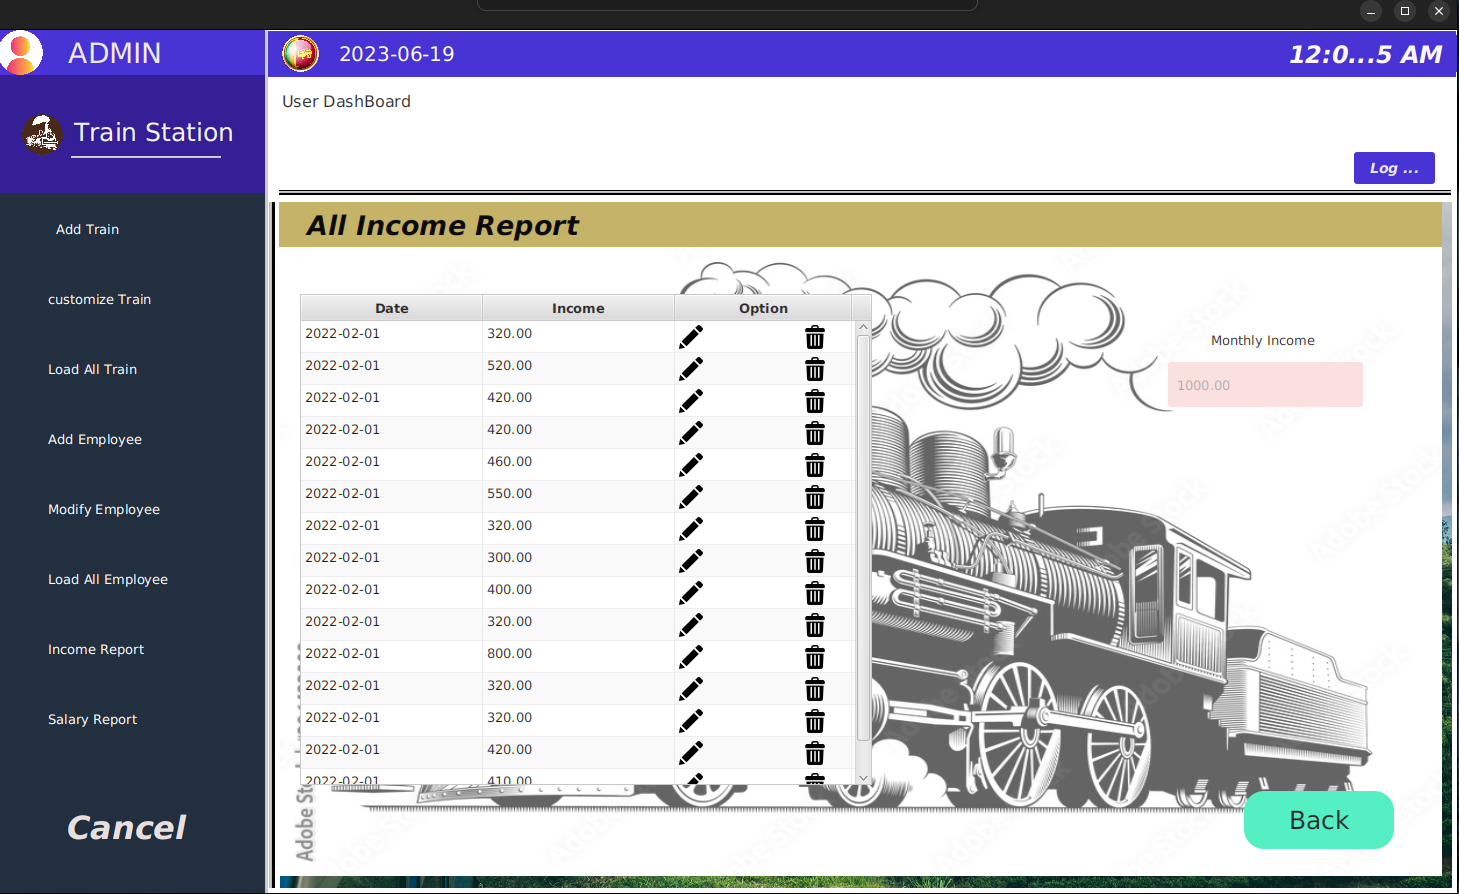 ADMIN
2023-06-19
12:0...5 AM
Train Station
User DashBoard
Log ...
Add Train
customize Train
Load All Train
Add Employee
Modify Employee
Load All Employee
Income Report
Salary Report
Cancel
All Income Report
Date Income Option
2022-02-01 320.00
2022-02-01 520.00
2022-02-01 420.00
2022-02-01 420.00
2022-02-01 460.00
2022-02-01 550.00
2022-02-01 320.00
2022-02-01 300.00
2022-02-01 400.00
2022-02-01 320.00
2022-02-01 800.00
2022-02-01 320.00
2022-02-01 320.00
2022-02-01 420.00
2022-02-01 410.00
Monthly Income
1000.00
Adobe St
Back